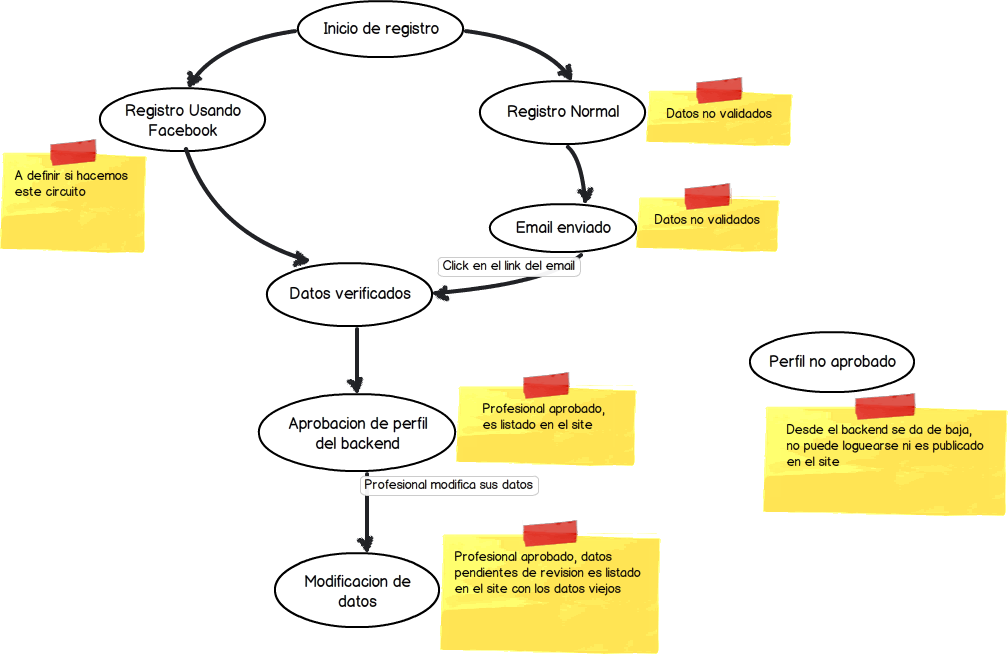 Inicio de registro
Registro Usando
Facebook
Registro Normal
Datos no validados
A definir si hacemos
este circuito
Email enviado
Datos no validados
Click en el link del email
Datos verificados
Perfil no aprobado
Aprobacion de perfil
del backend
Profesional aprobado,
es listado en el site
Desde el backend se da de baja,
no puede loguearse ni es publicado
en el site
Profesional modifica sus datos
Modificacion de
datos
Profesional aprobado, datos
pendientes de revision es listado
en el site con los datos viejos